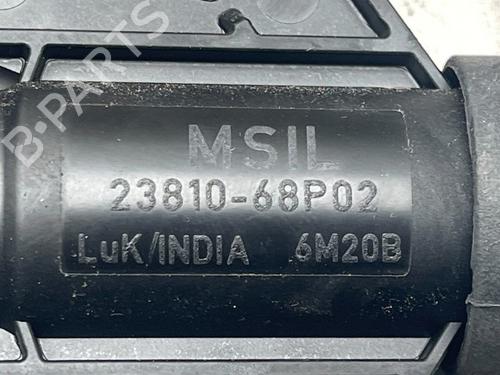 B-PARTS
MSIL
23810-68P02
LuK/INDIA 6M20B